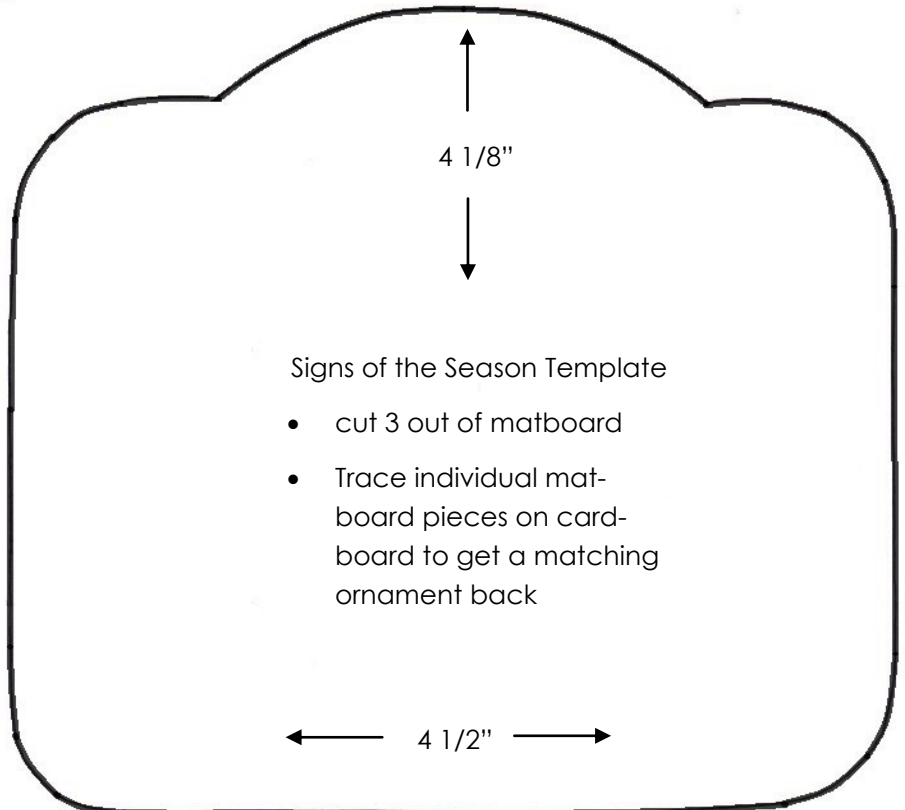 4 1/8”
Signs of the Season Template
• cut 3 out of matboard
• Trace individual mat-
board pieces on card-
board to get a matching
ornament back
4 1/2”